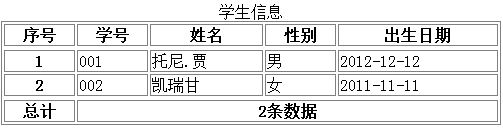 学生信息
序号 学号 姓名 性别 出生日期
1 001 托尼.贾 男 2012-12-12
2 002 凯瑞甘 女 2011-11-11
总计 2条数据